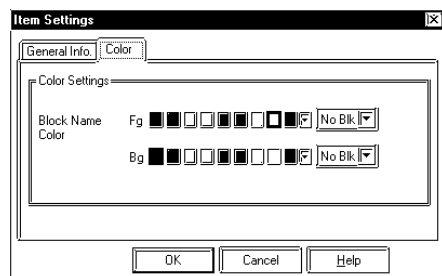 Item Settings
General Info. Color
Color Settings
Block Name Color
Fg No Blk
Bg No Blk
OK Cancel Help